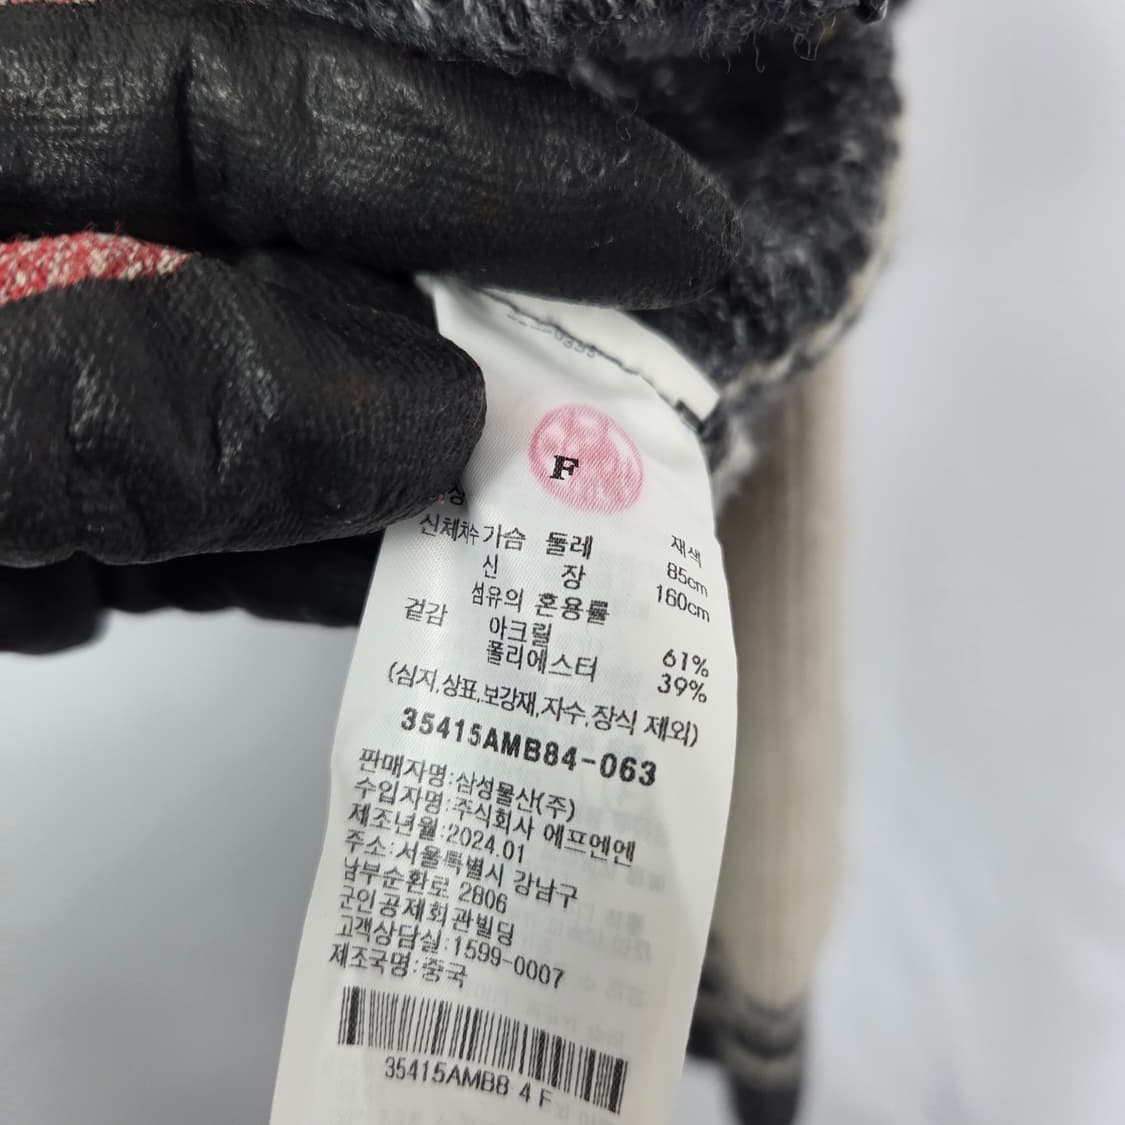 F
재색
신체치수 가슴 둘레 85cm
신 장 160cm
섬유의 혼용률
겉감 아크릴 61%
폴리에스터 39%
(심지,상표,보강재,자수,장식 제외)
35415AMB84-063
판매자명:삼성물산(주)
수입자명:주식회사 에프엔엔
제조년월:2024.01
주소:서울특별시 강남구
남부순환로 2806
군인공제회관빌딩
고객상담실:1599-0007
제조국명:중국
35415AMB8 4 F